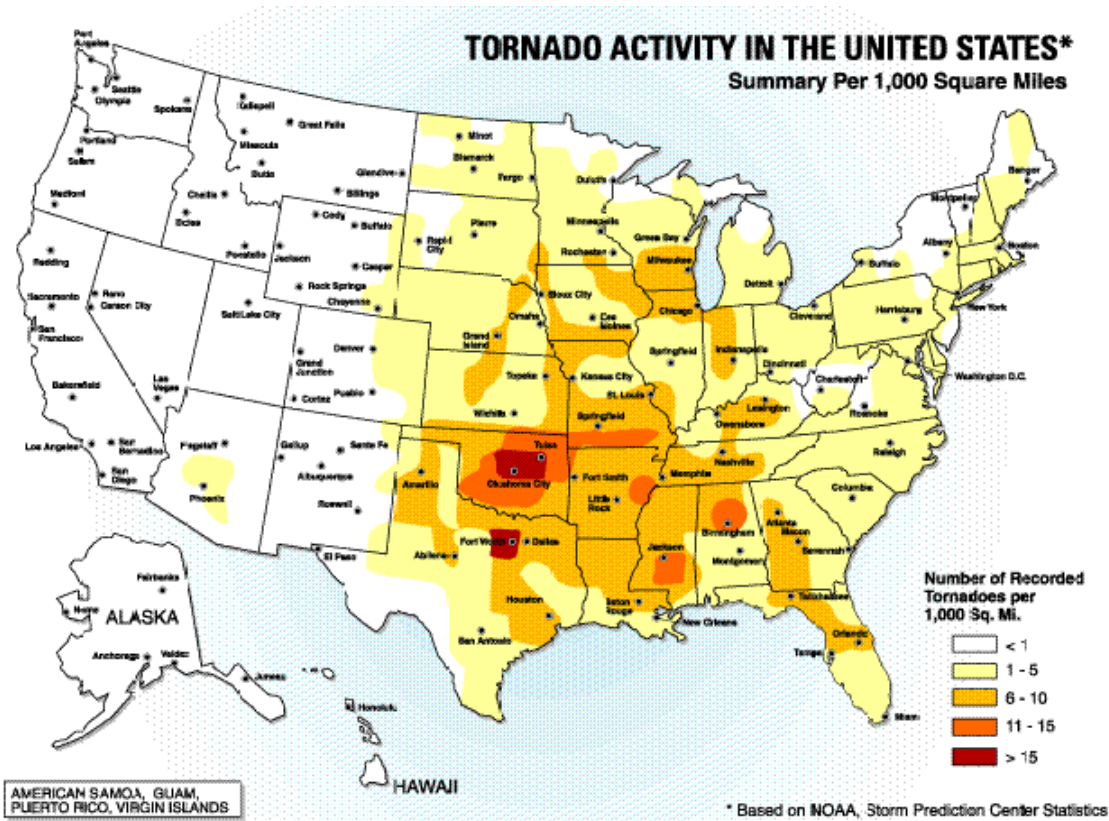 TORNADO ACTIVITY IN THE UNITED STATES*
Summary Per 1,000 Square Miles
Port
Angeles
Seattle
Olympia
Spokane
Kalispell
Great Falls
Portland
Salem
Missoula
Butte
Glendive
Billings
Medford
Boise
Pocatello
Cody
Buffalo
Jackson
Casper
Rock Springs
Cheyenne
Minot
Bismarck
Fargo
Pierre
Rapid
City
Duluth
Minneapolis
Rochester
Green Bay
Milwaukee
Chicago
Detroit
Bangor
Montpelier
Albany
Boston
Buffalo
New York
Harrisburg
Cleveland
Washington D.C.
Redding
Reno
Carson City
Sacramento
San
Francisco
Salt Lake City
Bakersfield
Las
Vegas
Los Angeles
San
Bernadino
San
Diego
Flagstaff
Phoenix
Denver
Grand
Junction
Cortez
Pueblo
Gallup
Santa Fe
Albuquerque
Roswell
El Paso
Sioux City
Omaha
Grand
Island
Des
Moines
Topeka
Kansas City
Wichita
Springfield
St. Louis
Springfield
Indianapolis
Cincinnati
Charleston
Roanoke
Lexington
Owensboro
Nashville
Raleigh
Memphis
Columbia
Tulsa
Oklahoma City
Amarillo
Fort Smith
Little
Rock
Fort Worth
Dallas
Abilene
Houston
San Antonio
Jackson
Baton
Rouge
New Orleans
Birmingham
Montgomery
Atlanta
Macon
Savannah
Tallahassee
Orlando
Tampa
Miami
Fairbanks
Nome
ALASKA
Anchorage
Valdez
Juneau
Honolulu
HAWAII
Number of Recorded
Tornadoes per
1,000 Sq. Mi.
< 1
1 - 5
6 - 10
11 - 15
> 15
AMERICAN SAMOA, GUAM,
PUERTO RICO, VIRGIN ISLANDS
* Based on NOAA, Storm Prediction Center Statistics